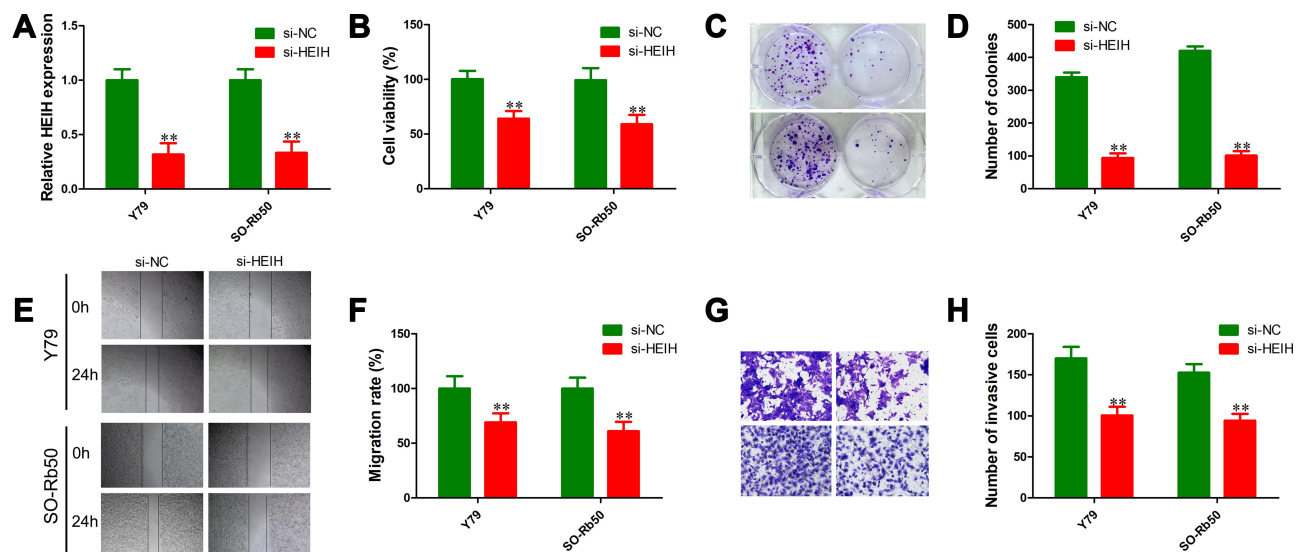 A
Relative HEIH expression
1.5
1.0
0.5
0.0
si-NC
si-HEIH
**
**
Y79
SO-Rb50
B
Cell viability (%)
150
100
50
0
si-NC
si-HEIH
**
**
Y79
SO-Rb50
C
D
Number of colonies
500
400
300
200
100
0
si-NC
si-HEIH
**
**
Y79
SO-Rb50
E
si-NC
si-HEIH
Y79
0h
24h
SO-Rb50
0h
24h
F
Migration rate (%)
150
100
50
0
si-NC
si-HEIH
**
**
Y79
SO-Rb50
G
H
Number of invasive cells
200
150
100
50
0
si-NC
si-HEIH
**
**
Y79
SO-Rb50